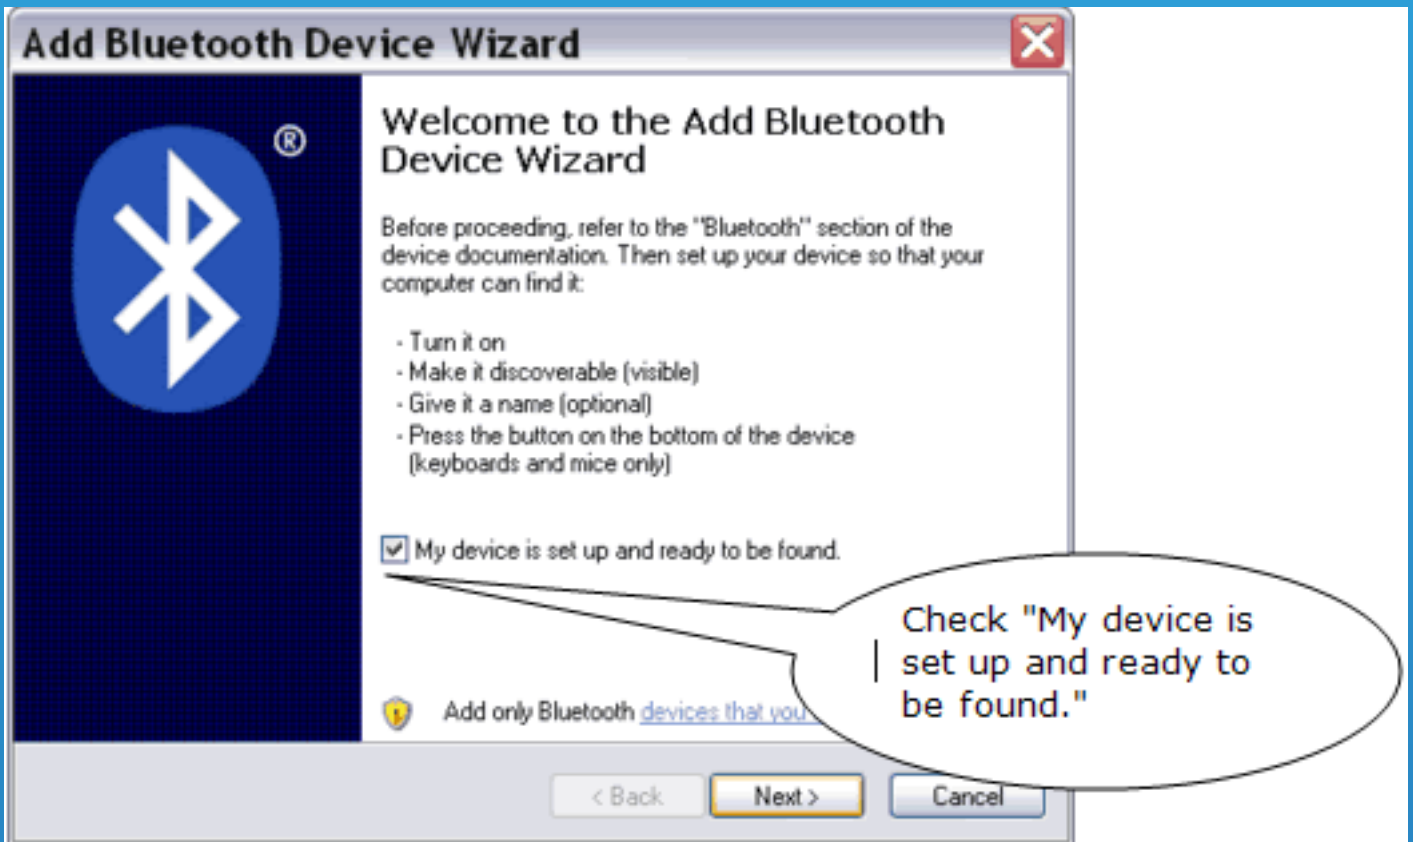 Add Bluetooth Device Wizard
®
Welcome to the Add Bluetooth
Device Wizard
Before proceeding, refer to the "Bluetooth" section of the
device documentation. Then set up your device so that your
computer can find it:
- Turn it on
- Make it discoverable (visible)
- Give it a name (optional)
- Press the button on the bottom of the device
(keyboards and mice only)
My device is set up and ready to be found.
Check "My device is
set up and ready to
be found."
Add only Bluetooth devices that you
< Back
Next >
Cancel